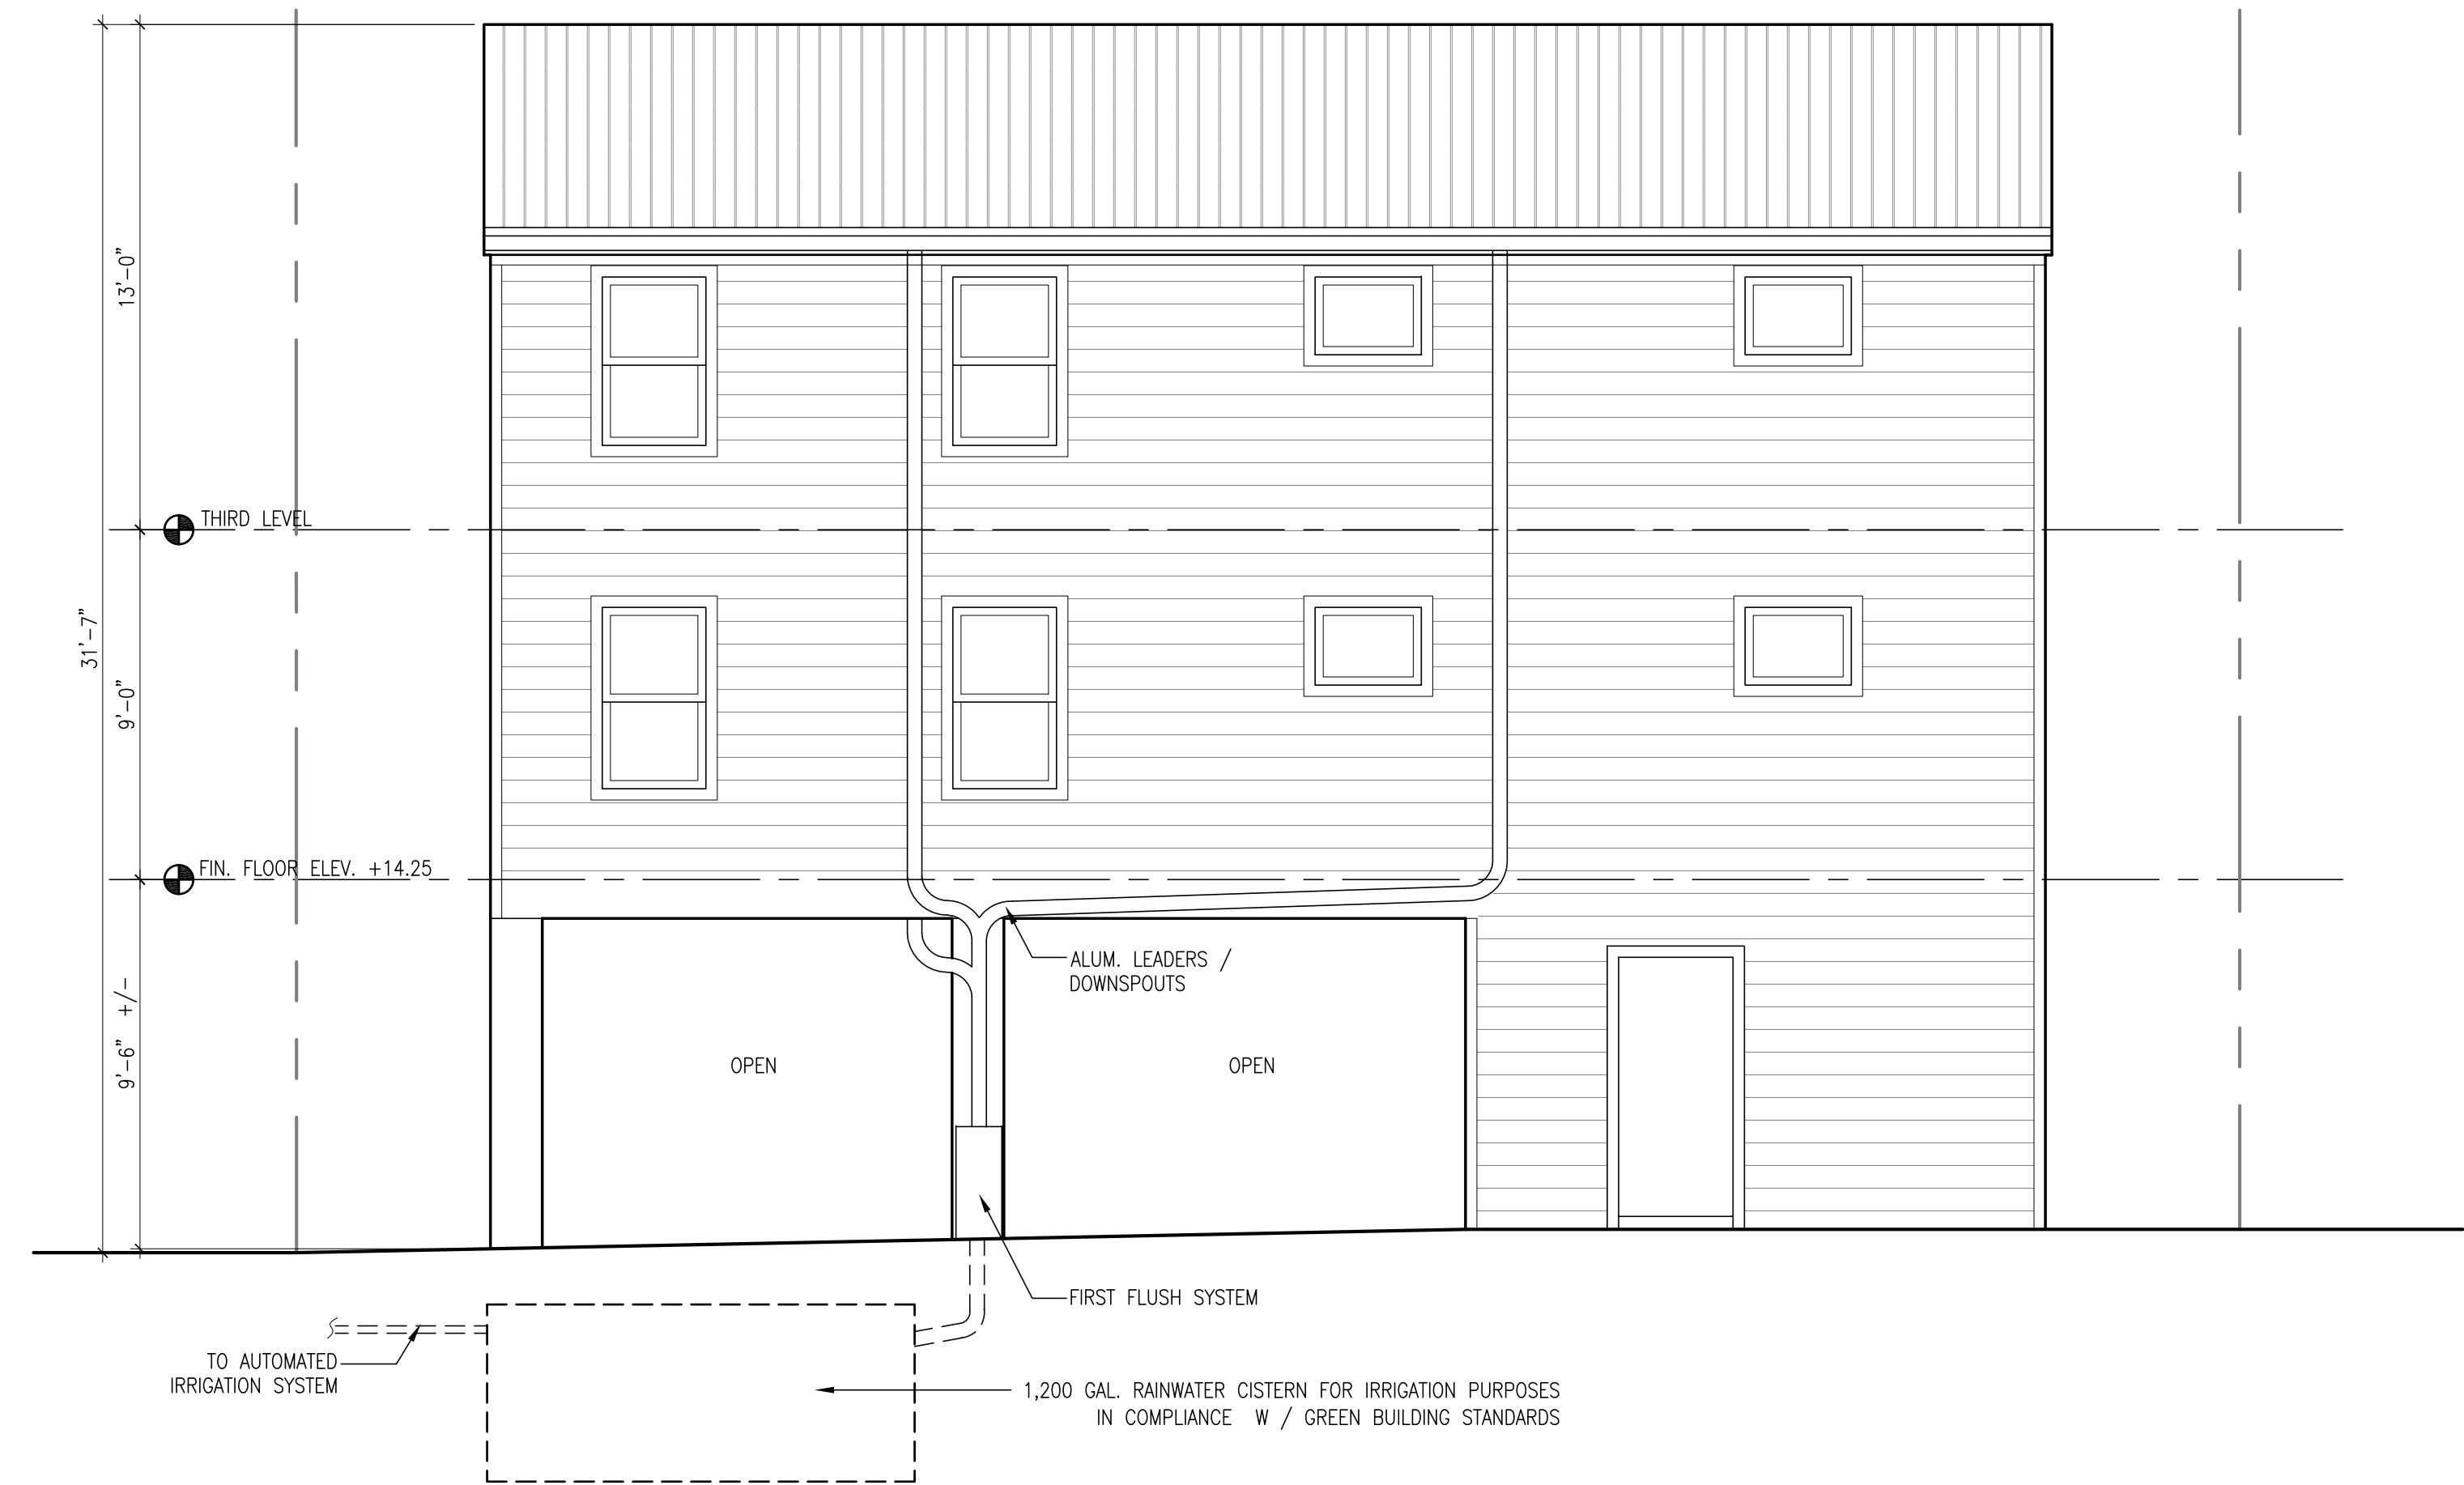 13'-0"
THIRD LEVEL
31'-7"
9'-0"
FIN. FLOOR ELEV. +14.25
9'-6" +/-
ALUM. LEADERS /
DOWNSPOUTS
OPEN
OPEN
FIRST FLUSH SYSTEM
TO AUTOMATED
IRRIGATION SYSTEM
1,200 GAL. RAINWATER CISTERN FOR IRRIGATION PURPOSES
IN COMPLIANCE W / GREEN BUILDING STANDARDS